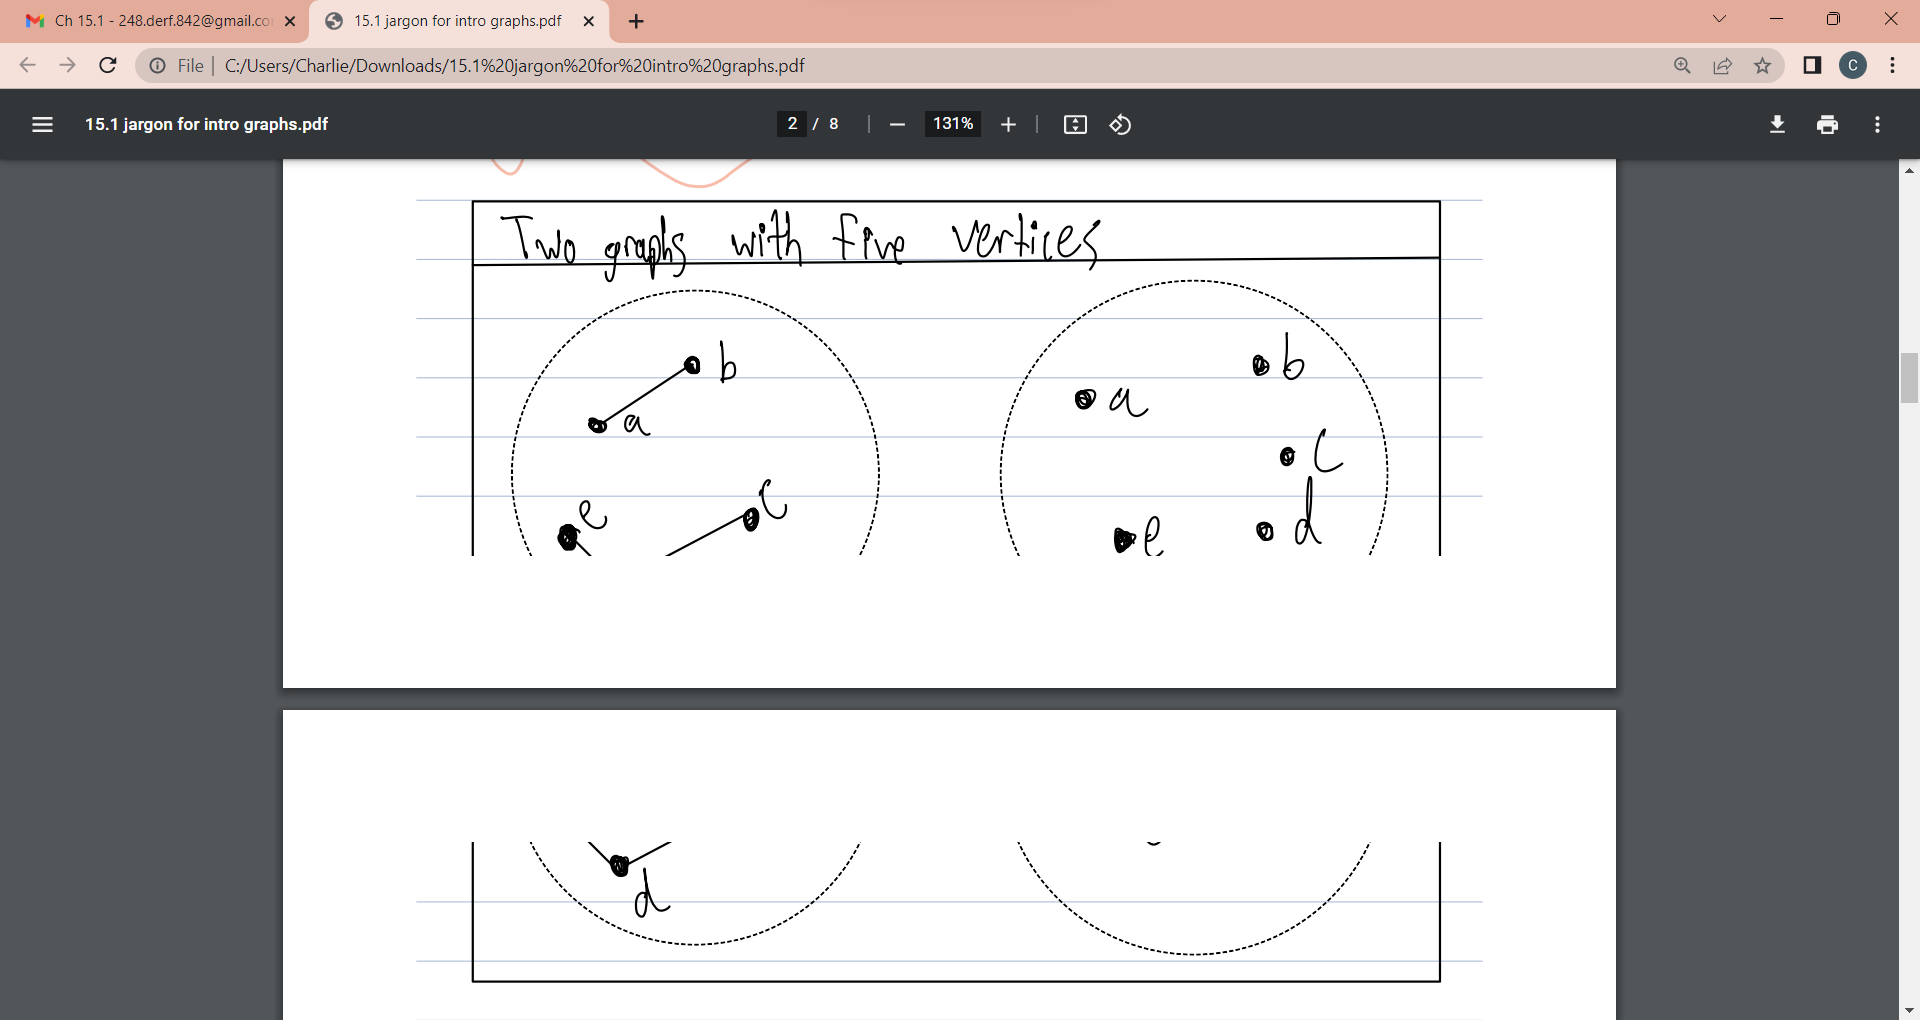 Ch 15.1 - 248.derf.842@gmail.co
15.1 jargon for intro graphs.pdf
File | C:/Users/Charlie/Downloads/15.1%20jargon%20for%20intro%20graphs.pdf
C
15.1 jargon for intro graphs.pdf
2 / 8
131%
Two graphs with five vertices
b
a
e
c
a
b
c
d
e
d